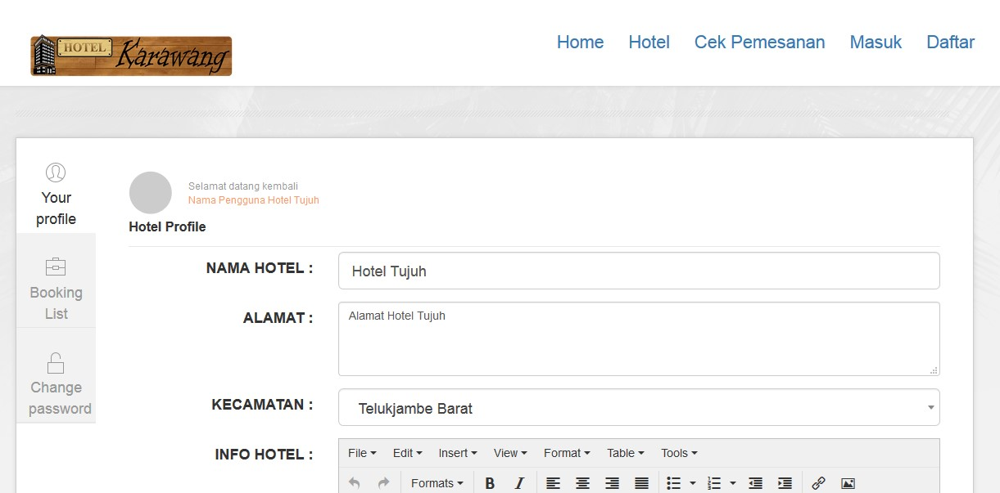 HOTEL Karawang
Home Hotel Cek Pemesanan Masuk Daftar
Your
profile
Booking
List
Change
password
Selamat datang kembali
Nama Pengguna Hotel Tujuh
Hotel Profile
NAMA HOTEL : Hotel Tujuh
ALAMAT : Alamat Hotel Tujuh
KECAMATAN : Telukjambe Barat
INFO HOTEL :
File Edit Insert View Format Table Tools
Formats B I